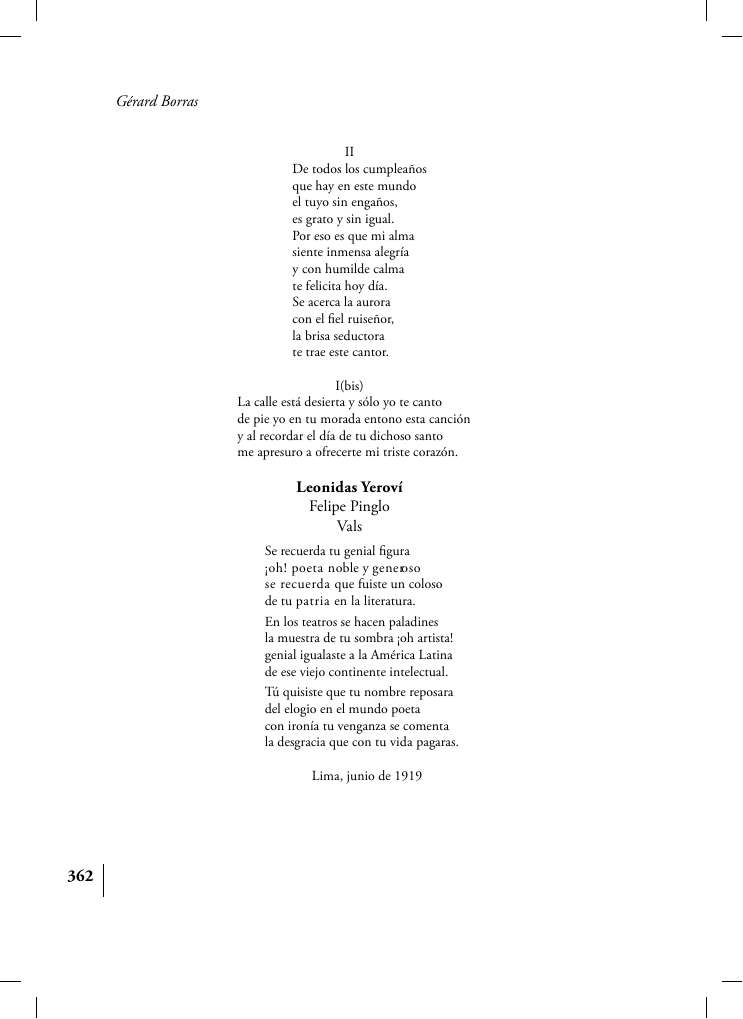 Gérard Borras
II
De todos los cumpleaños
que hay en este mundo
el tuyo sin engaños,
es grato y sin igual.
Por eso es que mi alma
siente inmensa alegría
y con humilde calma
te felicita hoy día.
Se acerca la aurora
con el fiel ruiseñor,
la brisa seductora
te trae este cantor.
I(bis)
La calle está desierta y sólo yo te canto
de pie yo en tu morada entono esta canción
y al recordar el día de tu dichoso santo
me apresuro a ofrecerte mi triste corazón.
Leonidas Yeroví
Felipe Pinglo
Vals
Se recuerda tu genial figura
¡oh! poeta noble y generoso
se recuerda que fuiste un coloso
de tu patria en la literatura.
En los teatros se hacen paladines
la muestra de tu sombra ¡oh artista!
genial igualaste a la América Latina
de ese viejo continente intelectual.
Tú quisiste que tu nombre reposara
del elogio en el mundo poeta
con ironía tu venganza se comenta
la desgracia que con tu vida pagaras.
Lima, junio de 1919
362